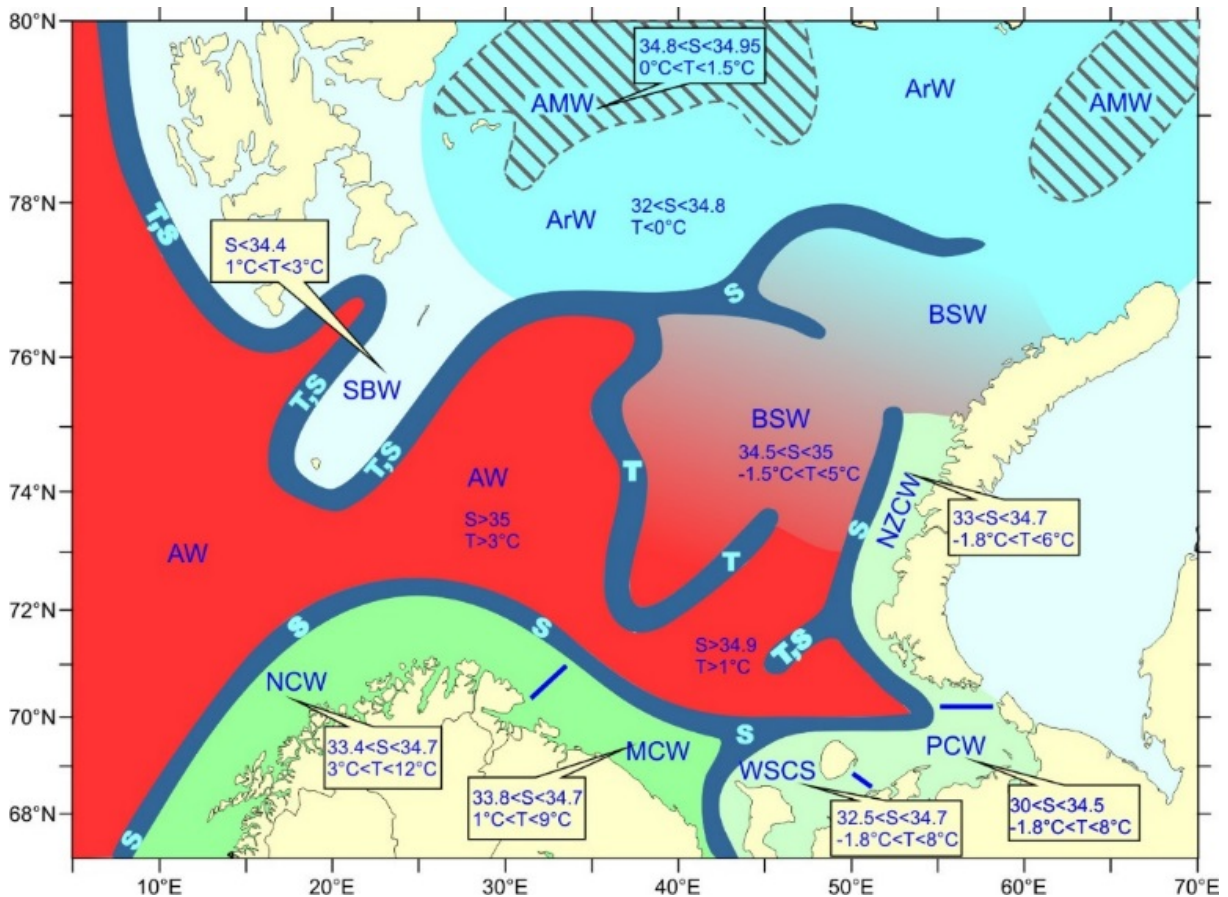 80°N
34.8<S<34.95
0°C<T<1.5°C
AMW
ArW
AMW
78°N
T,S
ArW
32<S<34.8
T<0°C
S<34.4
1°C<T<3°C
S
BSW
76°N
T,S
SBW
T,S
BSW
34.5<S<35
-1.5°C<T<5°C
T
74°N
AW
S>35
T>3°C
NZCW
33<S<34.7
-1.8°C<T<6°C
S
AW
T
72°N
S
S
S>34.9
T>1°C
T,S
NCW
70°N
33.4<S<34.7
3°C<T<12°C
MCW
S
WSCS
PCW
33.8<S<34.7
1°C<T<9°C
32.5<S<34.7
-1.8°C<T<8°C
30<S<34.5
-1.8°C<T<8°C
68°N
S
10°E
20°E
30°E
40°E
50°E
60°E
70°E